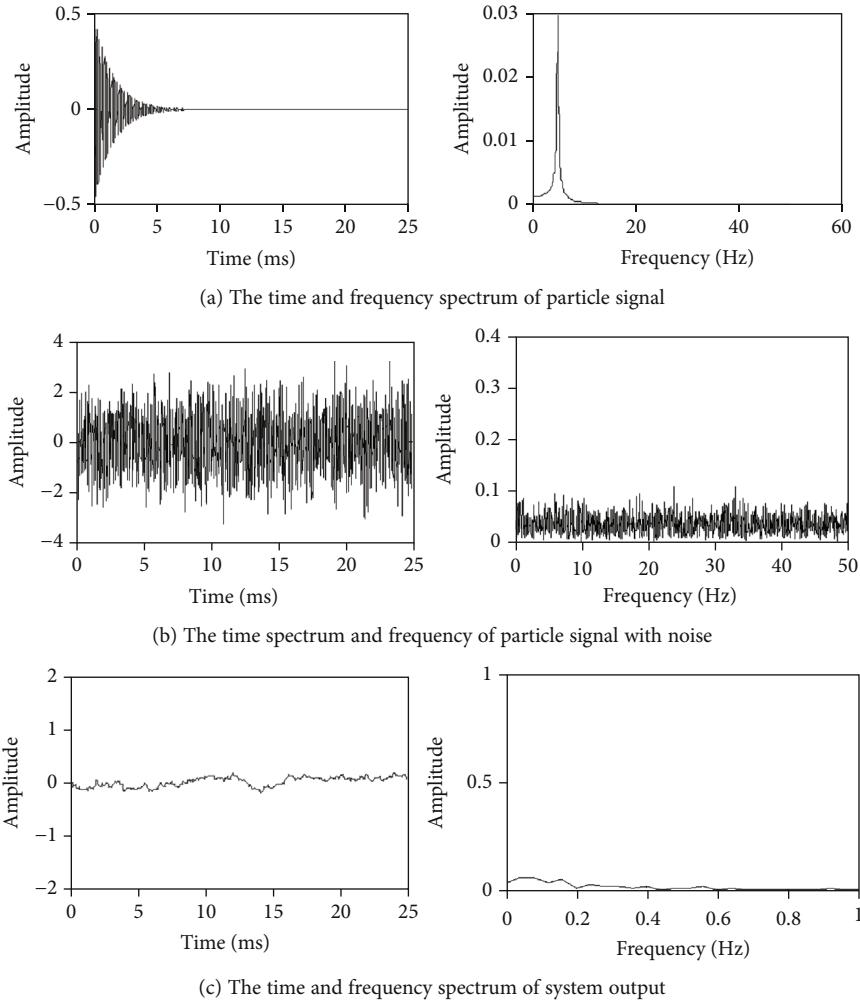 0.5
0
−0.5
Amplitude
0 5 10 15 20 25
Time (ms)
0.03
0.02
0.01
0
Amplitude
0 20 40 60
Frequency (Hz)
(a) The time and frequency spectrum of particle signal
4
2
0
−2
−4
Amplitude
0 5 10 15 20 25
Time (ms)
0.4
0.3
0.2
0.1
0
Amplitude
0 10 20 30 40 50
Frequency (Hz)
(b) The time spectrum and frequency of particle signal with noise
2
1
0
−1
−2
Amplitude
0 5 10 15 20 25
Time (ms)
1
0.5
0
Amplitude
0 0.2 0.4 0.6 0.8 1
Frequency (Hz)
(c) The time and frequency spectrum of system output